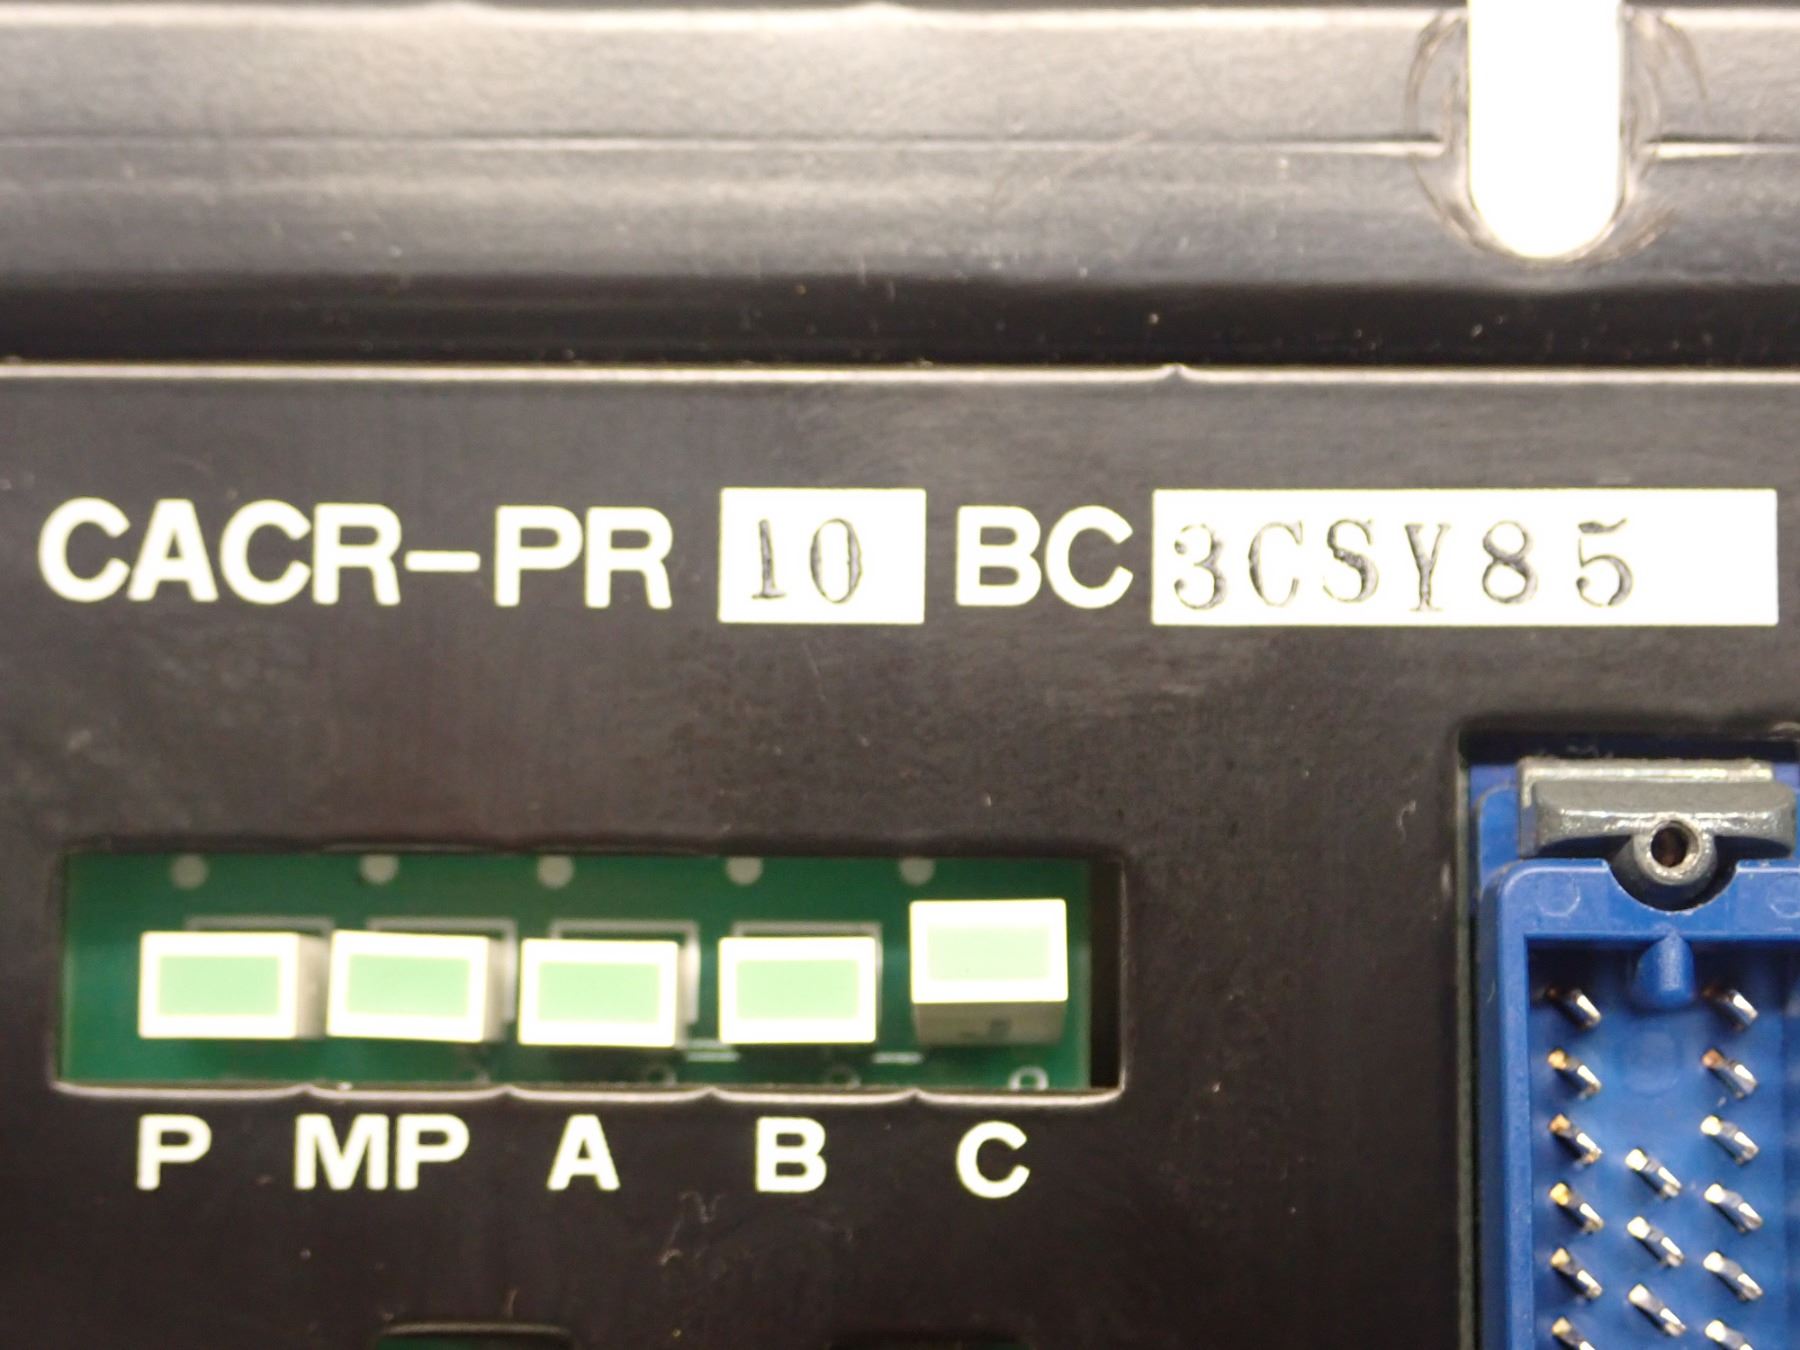 CACR-PR 10 BC 3CSY85
P MP A B C